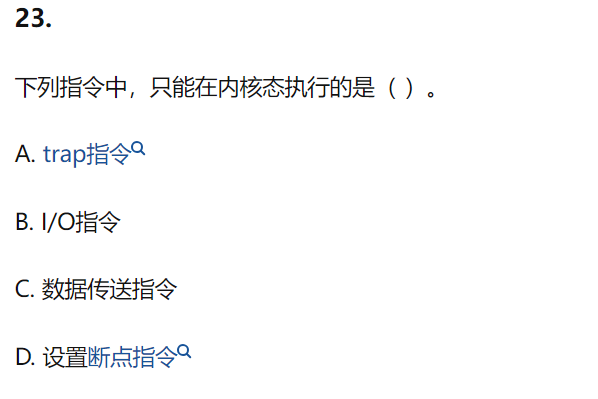 23.
下列指令中，只能在内核态执行的是（ ）。
A. trap指令
B. I/O指令
C. 数据传送指令
D. 设置断点指令